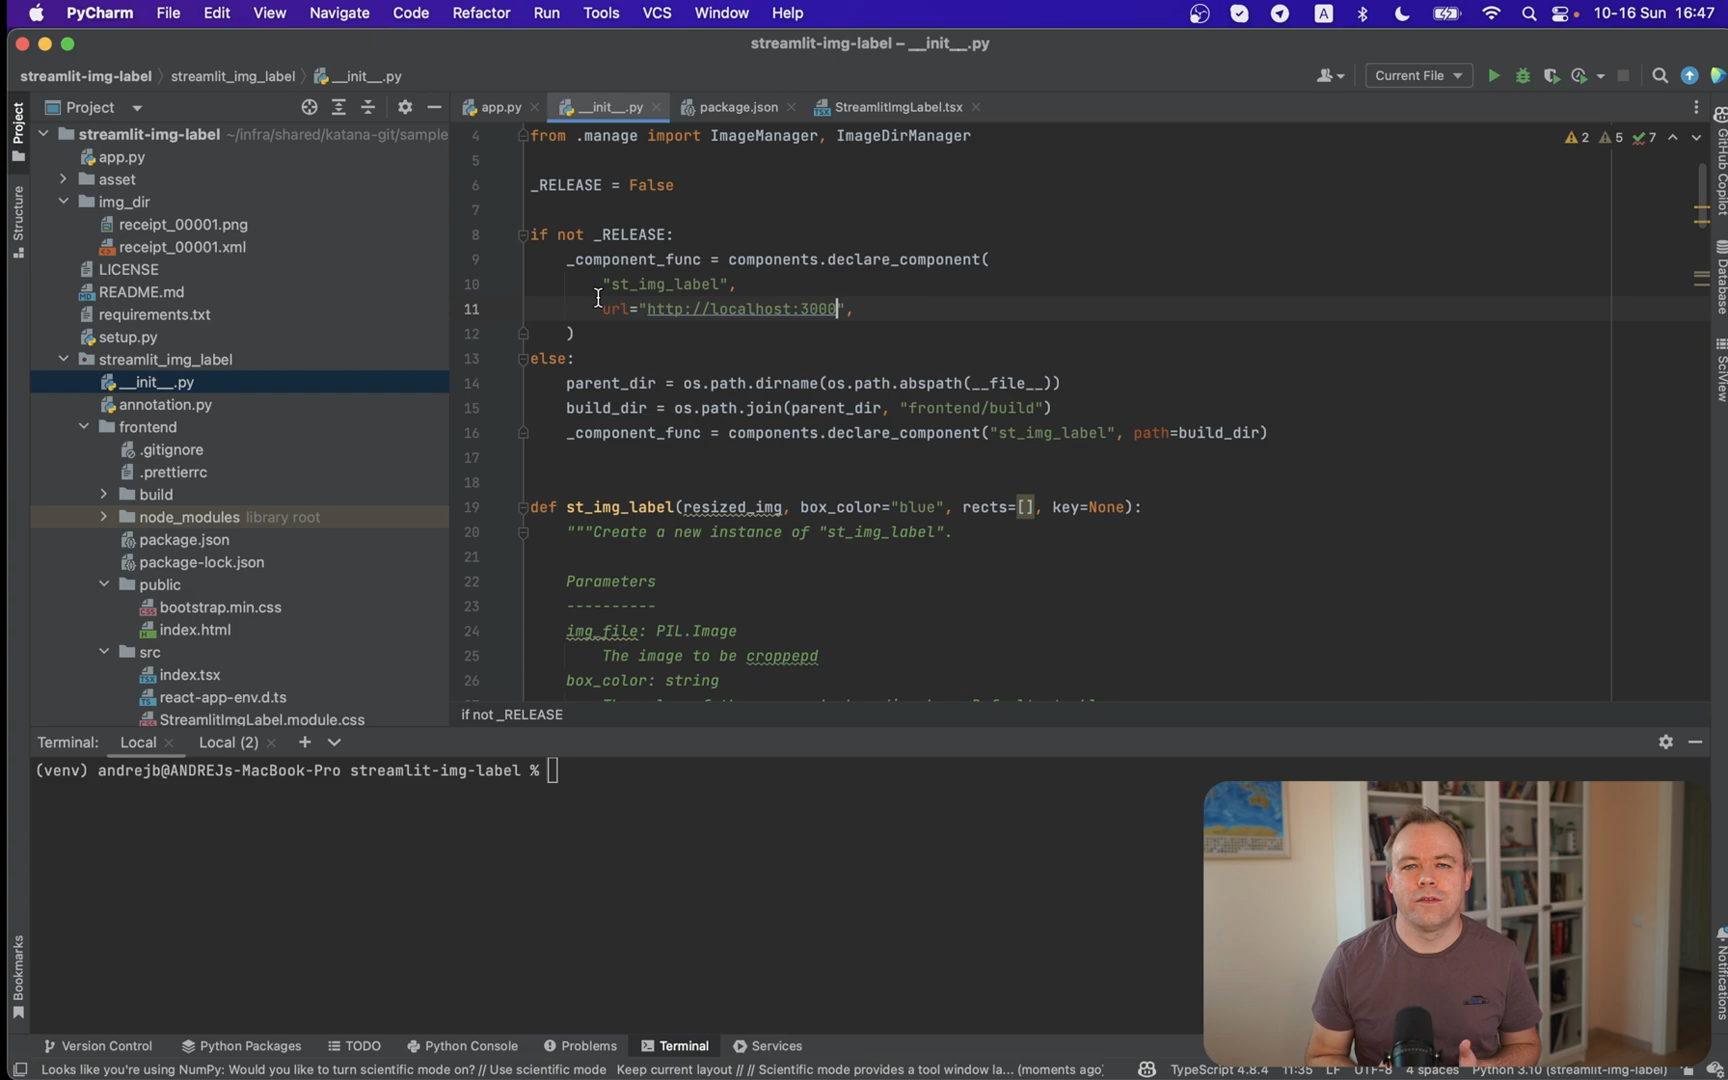 PyCharm File Edit View Navigate Code Refactor Run Tools VCS Window Help A 10-16 Sun 16:47
streamlit-img-label – __init__.py
streamlit-img-label streamlit_img_label __init__.py Current File
Project app.py __init__.py package.json StreamlitImgLabel.tsx
Project
Structure
Bookmarks
streamlit-img-label ~/infra/shared/katana-git/sample
app.py
asset
img_dir
receipt_00001.png
receipt_00001.xml
LICENSE
README.md
requirements.txt
setup.py
streamlit_img_label
__init__.py
annotation.py
frontend
.gitignore
.prettierrc
build
node_modules library root
package.json
package-lock.json
public
bootstrap.min.css
index.html
src
index.tsx
react-app-env.d.ts
StreamlitImgLabel.module.css
2 5 7
4 from .manage import ImageManager, ImageDirManager
5
6 _RELEASE = False
7
8 if not _RELEASE:
9 _component_func = components.declare_component(
10 "st_img_label",
11 url="http://localhost:3000",
12 )
13 else:
14 parent_dir = os.path.dirname(os.path.abspath(__file__))
15 build_dir = os.path.join(parent_dir, "frontend/build")
16 _component_func = components.declare_component("st_img_label", path=build_dir)
17
18
19 def st_img_label(resized_img, box_color="blue", rects=[], key=None):
20 """Create a new instance of "st_img_label".
21
22 Parameters
23 ----------
24 img_file: PIL.Image
25 The image to be croppepd
26 box_color: string
if not _RELEASE
GitHub Copilot
Database
SciView
Notifications
Terminal: Local Local (2)
(venv) andrejb@ANDREJs-MacBook-Pro streamlit-img-label %
Version Control Python Packages TODO Python Console Problems Terminal Services
Looks like you're using NumPy: Would you like to turn scientific mode on? // Use scientific mode Keep current layout // // Scientific mode provides a tool window la... (moments ago) TypeScript 4.8.4 11:35 LF UTF-8 4 spaces Python 3.10 (streamlit-img-label)